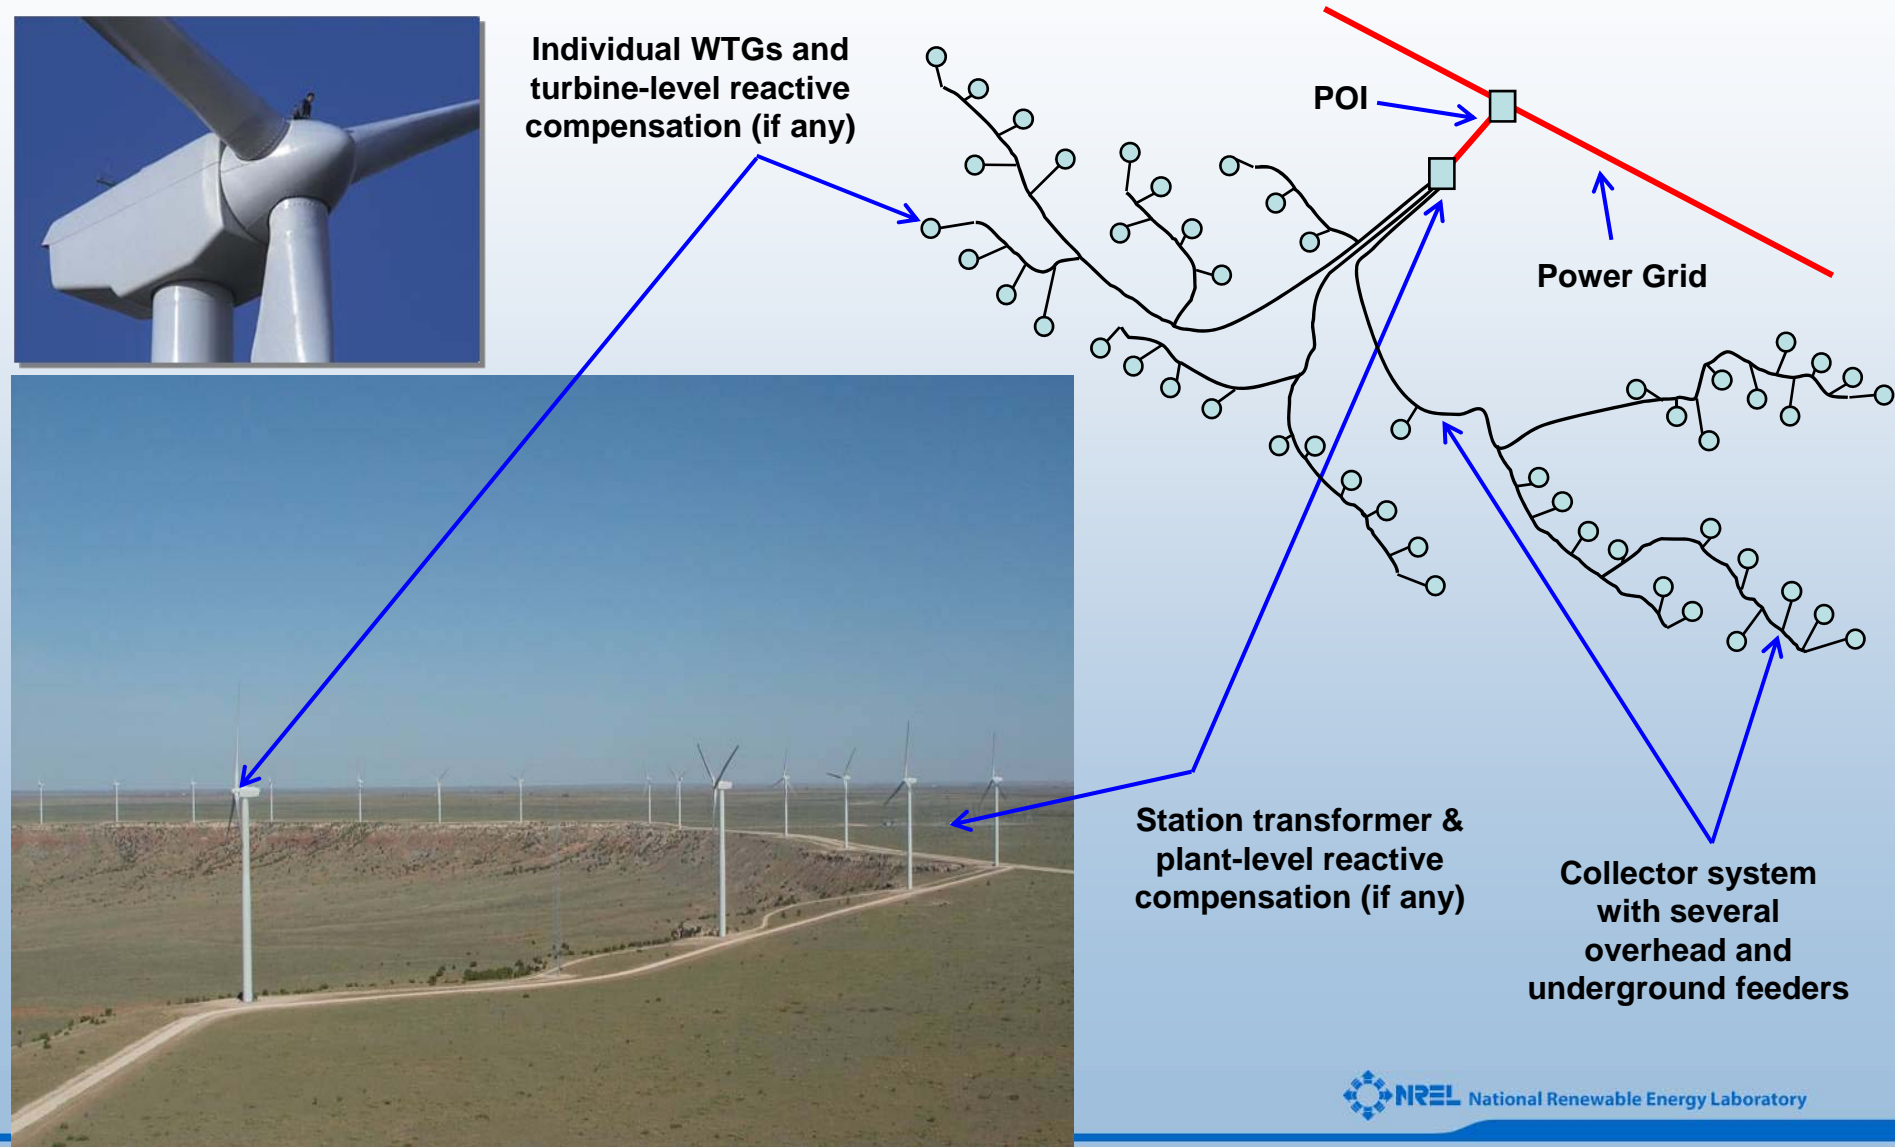 Individual WTGs and
turbine-level reactive
compensation (if any)
POI
Power Grid
Station transformer &
plant-level reactive
compensation (if any)
Collector system
with several
overhead and
underground feeders
NREL National Renewable Energy Laboratory